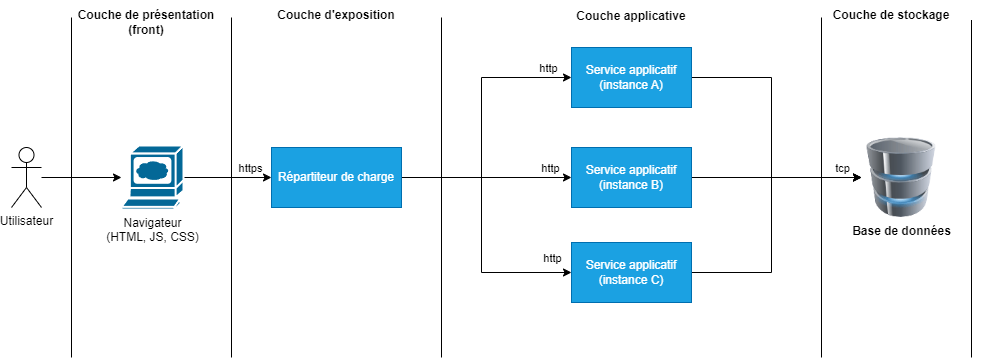 Couche de présentation
(front)
Couche d'exposition
Couche applicative
Couche de stockage
Utilisateur
Navigateur
(HTML, JS, CSS)
https
Répartiteur de charge
http
Service applicatif
(instance A)
http
Service applicatif
(instance B)
http
Service applicatif
(instance C)
tcp
Base de données